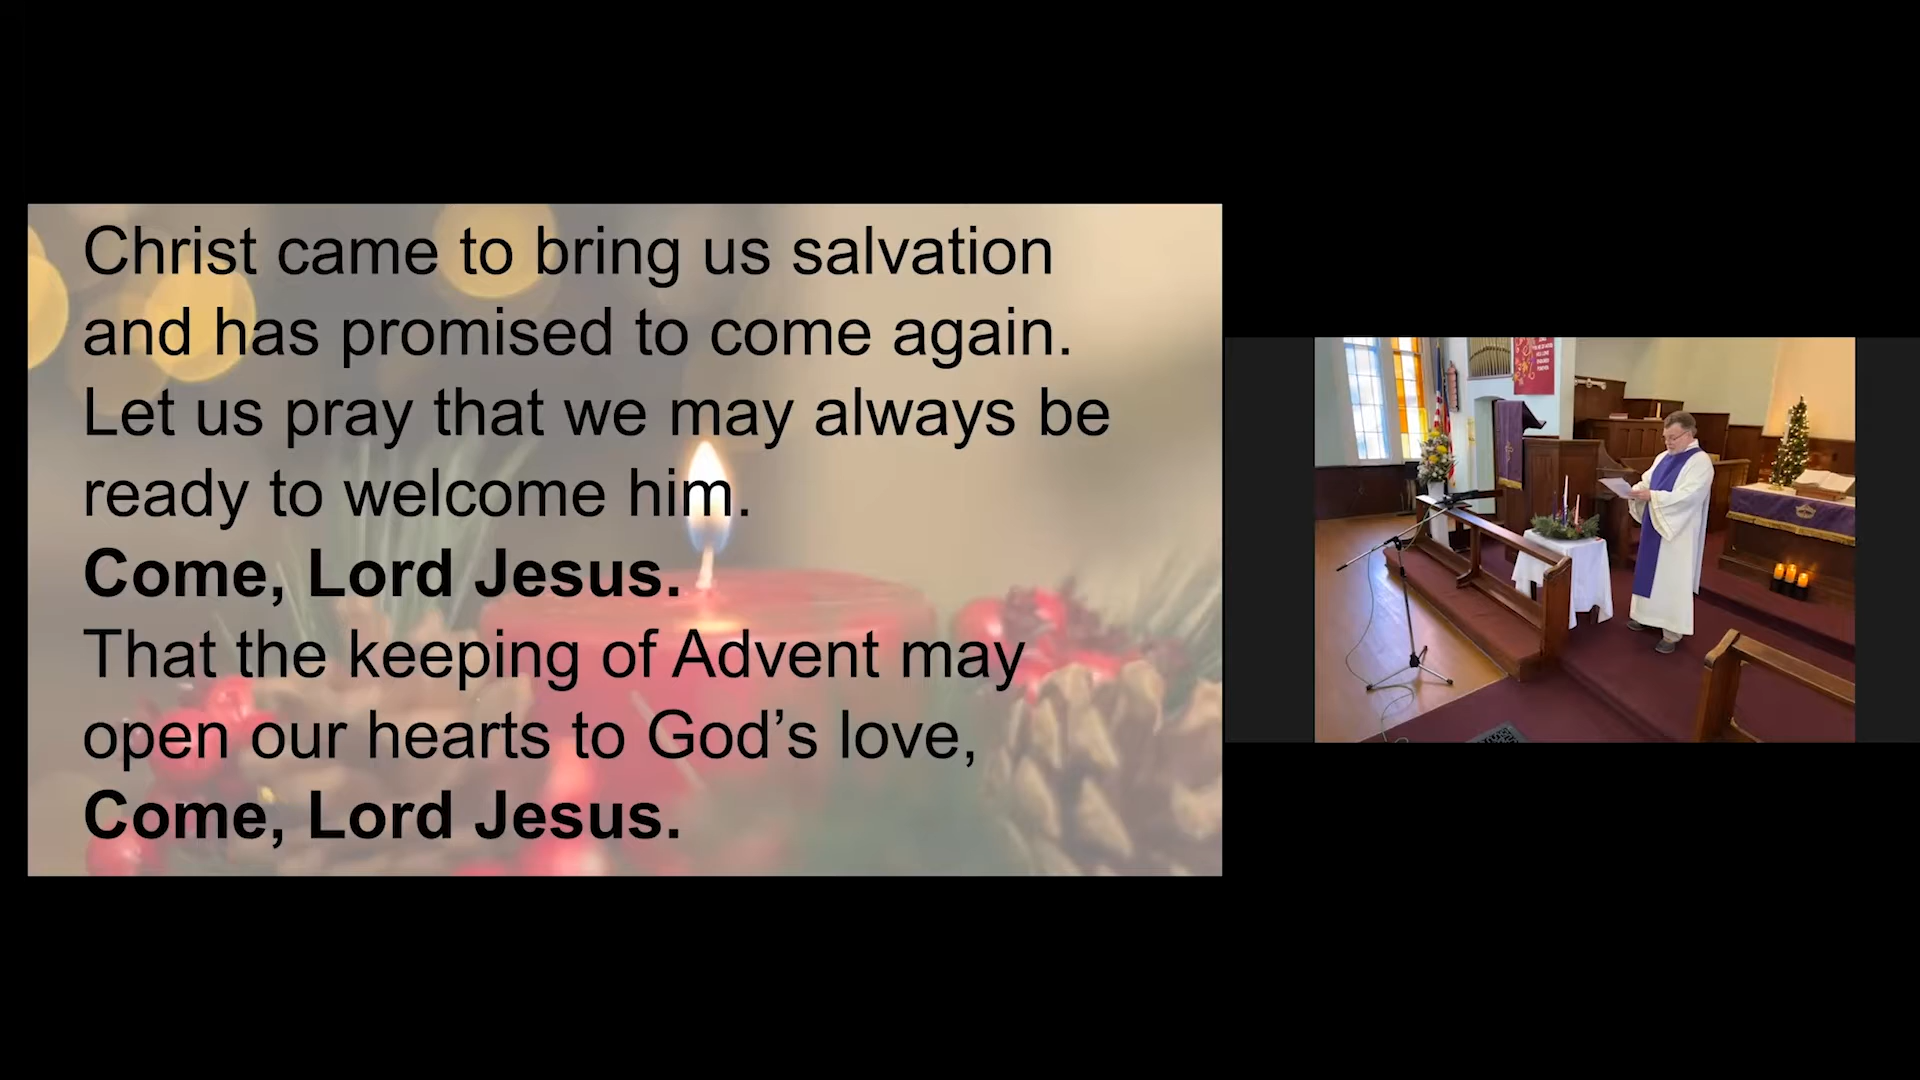 Christ came to bring us salvation
and has promised to come again.
Let us pray that we may always be
ready to welcome him.
Come, Lord Jesus.
That the keeping of Advent may
open our hearts to God’s love,
Come, Lord Jesus.